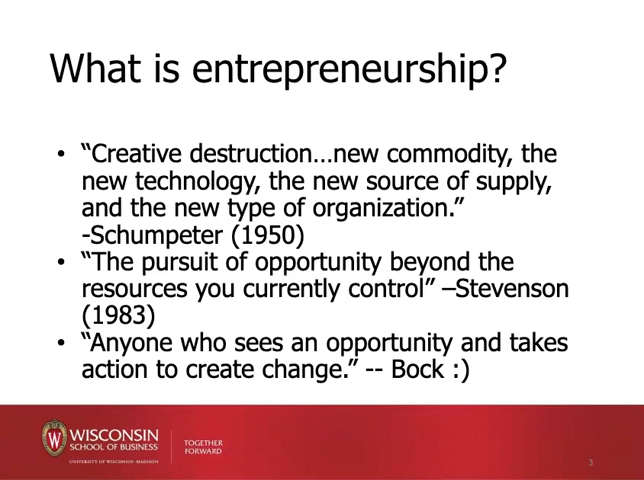 What is entrepreneurship?
• “Creative destruction…new commodity, the
new technology, the new source of supply,
and the new type of organization.”
-Schumpeter (1950)
• “The pursuit of opportunity beyond the
resources you currently control” –Stevenson
(1983)
• “Anyone who sees an opportunity and takes
action to create change.” -- Bock :)
W
WISCONSIN
SCHOOL OF BUSINESS
UNIVERSITY OF WISCONSIN-MADISON
TOGETHER
FORWARD
3